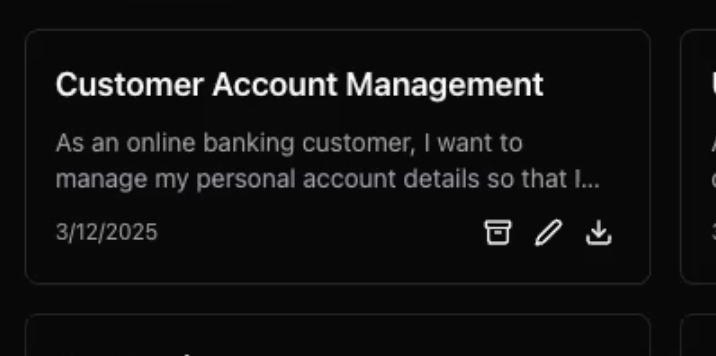 Customer Account Management
As an online banking customer, I want to
manage my personal account details so that I...
3/12/2025